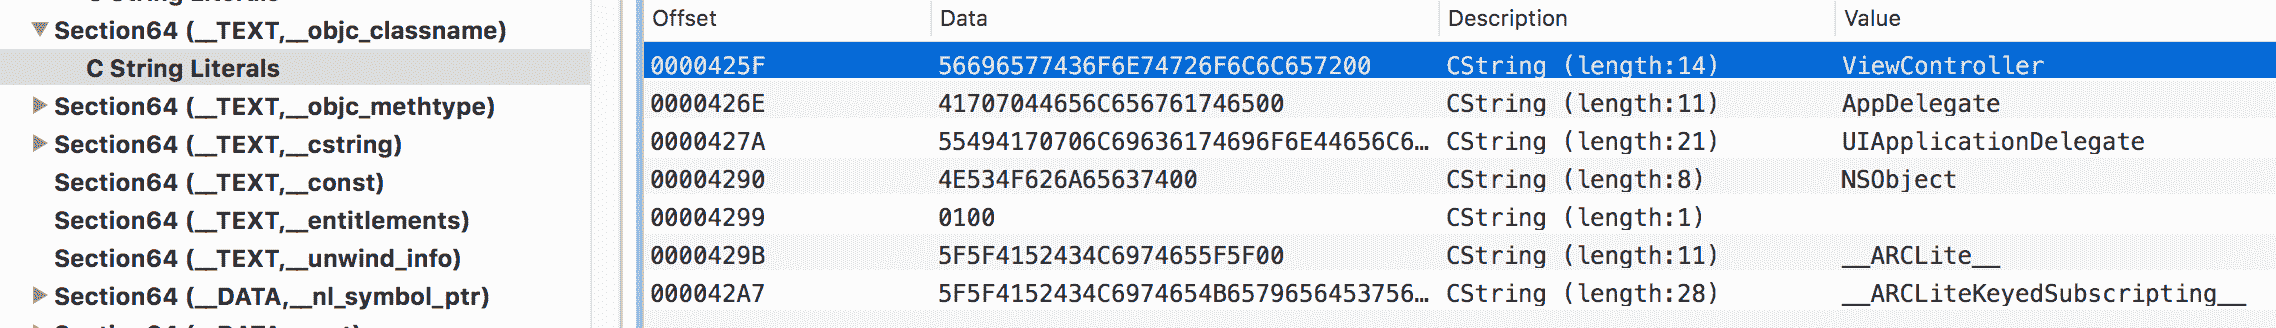 C String Literals
Section64 (__TEXT,__objc_classname)
C String Literals
Section64 (__TEXT,__objc_methtype)
Section64 (__TEXT,__cstring)
Section64 (__TEXT,__const)
Section64 (__TEXT,__entitlements)
Section64 (__TEXT,__unwind_info)
Section64 (__DATA,__nl_symbol_ptr)
Offset Data Description Value
0000425F 56696577436F6E74726F6C6C657200 CString (length:14) ViewController
0000426E 41707044656C656761746500 CString (length:11) AppDelegate
0000427A 55494170706C69636174696F6E44656C6… CString (length:21) UIApplicationDelegate
00004290 4E534F626A65637400 CString (length:8) NSObject
00004299 0100 CString (length:1)
0000429B 5F5F4152434C6974655F5F00 CString (length:11) __ARCLite__
000042A7 5F5F4152434C6974654B6579656453756… CString (length:28) __ARCLiteKeyedSubscripting__